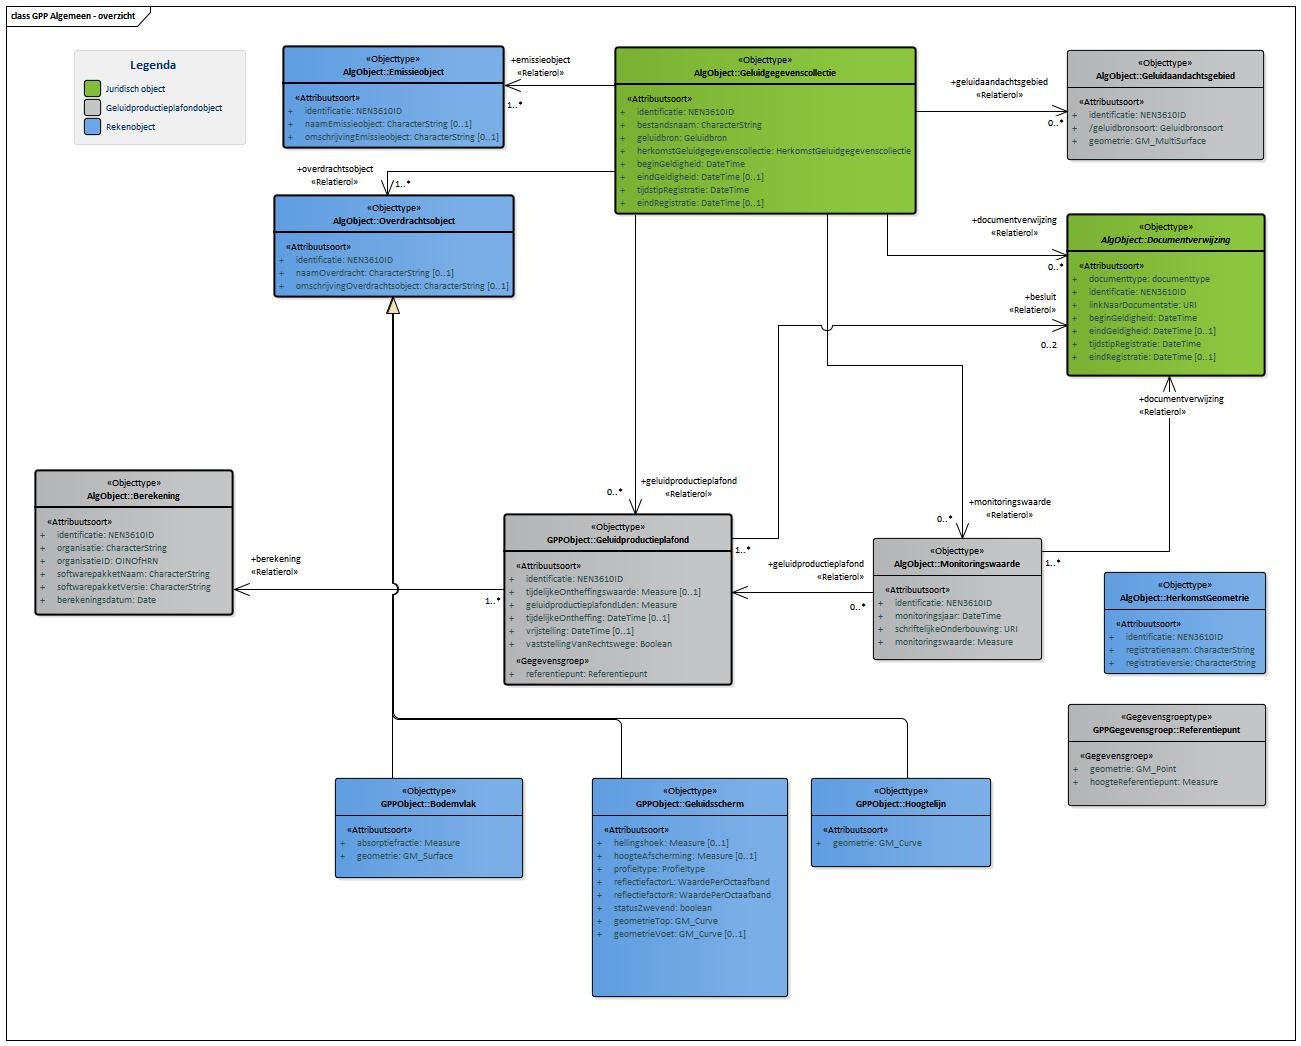 class GPP Algemeen - overzicht
Legenda
Juridisch object
Geluidproductieplafondobject
Rekenobject
«Objecttype»
AlgObject::Emissieobject
«Attribuutsoort»
+ identificatie: NEN3610ID
+ naamEmissieobject: CharacterString [0..1]
+ omschrijvingEmissieobject: CharacterString [0..1]
+emissieobject
«Relatierol»
1..*
«Objecttype»
AlgObject::Geluidgegevenscollectie
«Attribuutsoort»
+ identificatie: NEN3610ID
+ bestandsnaam: CharacterString
+ geluidbron: Geluidbron
+ herkomstGeluidgegevenscollectie: HerkomstGeluidgegevenscollectie
+ beginGeldigheid: DateTime
+ eindGeldigheid: DateTime [0..1]
+ tijdstipRegistratie: DateTime
+ eindRegistratie: DateTime [0..1]
+geluidaandachtsgebied
«Relatierol»
0..*
«Objecttype»
AlgObject::Geluidaandachtsgebied
«Attribuutsoort»
+ identificatie: NEN3610ID
+ /geluidbronsoort: Geluidbronsoort
+ geometrie: GM_MultiSurface
+overdrachtsobject
«Relatierol»
1..*
«Objecttype»
AlgObject::Overdrachtsobject
«Attribuutsoort»
+ identificatie: NEN3610ID
+ naamOverdracht: CharacterString [0..1]
+ omschrijvingOverdrachtsobject: CharacterString [0..1]
+documentverwijzing
«Relatierol»
0..*
+besluit
«Relatierol»
0..2
«Objecttype»
AlgObject::Documentverwijzing
«Attribuutsoort»
+ documenttype: documenttype
+ identificatie: NEN3610ID
+ linkNaarDocumentatie: URI
+ beginGeldigheid: DateTime
+ eindGeldigheid: DateTime [0..1]
+ tijdstipRegistratie: DateTime
+ eindRegistratie: DateTime [0..1]
+documentverwijzing
«Relatierol»
«Objecttype»
AlgObject::Berekening
«Attribuutsoort»
+ identificatie: NEN3610ID
+ organisatie: CharacterString
+ organisatieID: OINOfHRN
+ softwarepakketNaam: CharacterString
+ softwarepakketVersie: CharacterString
+ berekeningsdatum: Date
+berekening
«Relatierol»
1..*
+geluidproductieplafond
«Relatierol»
0..*
«Objecttype»
GPPObject::Geluidproductieplafond
«Attribuutsoort»
+ identificatie: NEN3610ID
+ tijdelijkeOntheffingswaarde: Measure [0..1]
+ geluidproductieplafondLden: Measure
+ tijdelijkeOntheffing: DateTime [0..1]
+ vrijstelling: DateTime [0..1]
+ vaststellingVanRechtswege: Boolean
«Gegevensgroep»
+ referentiepunt: Referentiepunt
1..*
+geluidproductieplafond
«Relatierol»
0..*
+monitoringswaarde
«Relatierol»
0..*
«Objecttype»
AlgObject::Monitoringswaarde
«Attribuutsoort»
+ identificatie: NEN3610ID
+ monitoringsjaar: DateTime
+ schriftelijkeOnderbouwing: URI
+ monitoringswaarde: Measure
1..*
«Objecttype»
AlgObject::HerkomstGeometrie
«Attribuutsoort»
+ identificatie: NEN3610ID
+ registratienaam: CharacterString
+ registratieversie: CharacterString
«Gegevensgroeptype»
GPPGegevensgroep::Referentiepunt
«Gegevensgroep»
+ geometrie: GM_Point
+ hoogteReferentiepunt: Measure
«Objecttype»
GPPObject::Bodemvlak
«Attribuutsoort»
+ absorptiefractie: Measure
+ geometrie: GM_Surface
«Objecttype»
GPPObject::Geluidsscherm
«Attribuutsoort»
+ hellingshoek: Measure [0..1]
+ hoogteAfscherming: Measure [0..1]
+ profieltype: Profieltype
+ reflectiefactorL: WaardePerOctaafband
+ reflectiefactorR: WaardePerOctaafband
+ statusZwevend: boolean
+ geometrieTop: GM_Curve
+ geometrieVoet: GM_Curve [0..1]
«Objecttype»
GPPObject::Hoogtelijn
«Attribuutsoort»
+ geometrie: GM_Curve